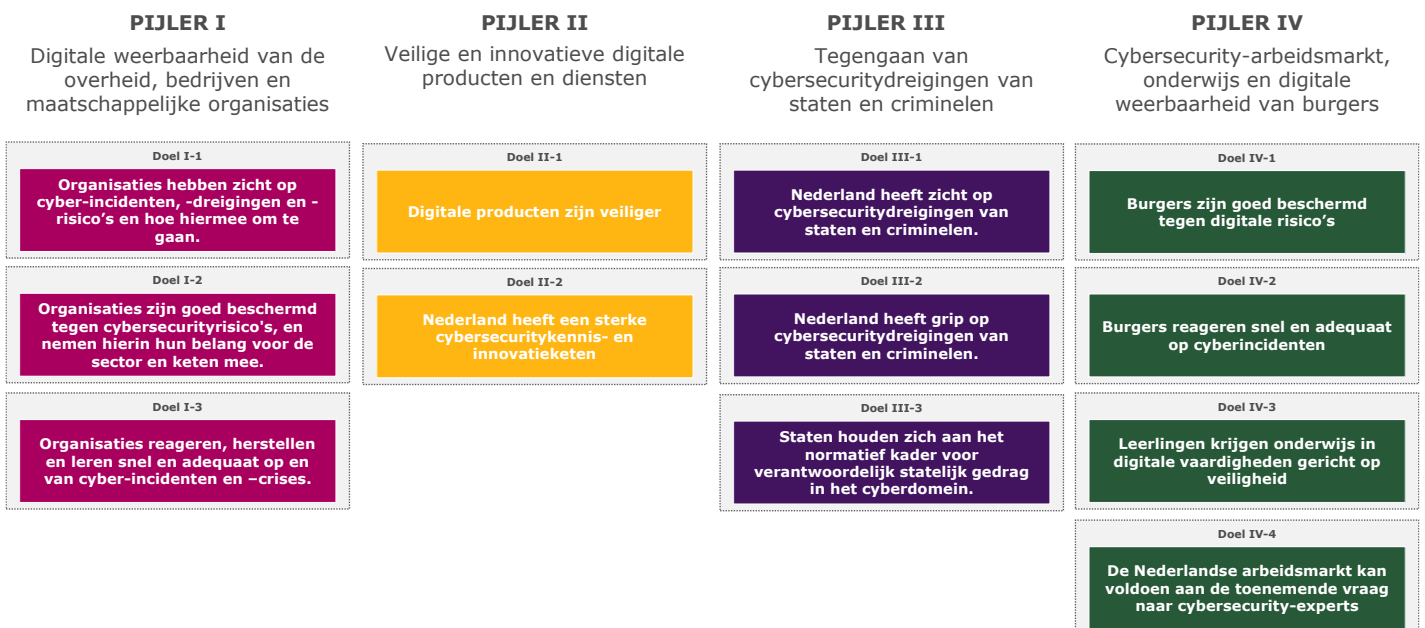 PIJLER I
Digitale weerbaarheid van de
overheid, bedrijven en
maatschappelijke organisaties
Doel I-1
Organisaties hebben zicht op
cyber-incidenten, -dreigingen en -
risico’s en hoe hiermee om te
gaan.
Doel I-2
Organisaties zijn goed beschermd
tegen cybersecurityrisico's, en
nemen hierin hun belang voor de
sector en keten mee.
Doel I-3
Organisaties reageren, herstellen
en leren snel en adequaat op en
van cyber-incidenten en –crises.
PIJLER II
Veilige en innovatieve digitale
producten en diensten
Doel II-1
Digitale producten zijn veiliger
Doel II-2
Nederland heeft een sterke
cybersecuritykennis- en
innovatieketen
PIJLER III
Tegengaan van
cybersecuritydreigingen van
staten en criminelen
Doel III-1
Nederland heeft zicht op
cybersecuritydreigingen van
staten en criminelen.
Doel III-2
Nederland heeft grip op
cybersecuritydreigingen van
staten en criminelen.
Doel III-3
Staten houden zich aan het
normatief kader voor
verantwoordelijk statelijk gedrag
in het cyberdomein.
PIJLER IV
Cybersecurity-arbeidsmarkt,
onderwijs en digitale
weerbaarheid van burgers
Doel IV-1
Burgers zijn goed beschermd
tegen digitale risico’s
Doel IV-2
Burgers reageren snel en adequaat
op cyberincidenten
Doel IV-3
Leerlingen krijgen onderwijs in
digitale vaardigheden gericht op
veiligheid
Doel IV-4
De Nederlandse arbeidsmarkt kan
voldoen aan de toenemende vraag
naar cybersecurity-experts